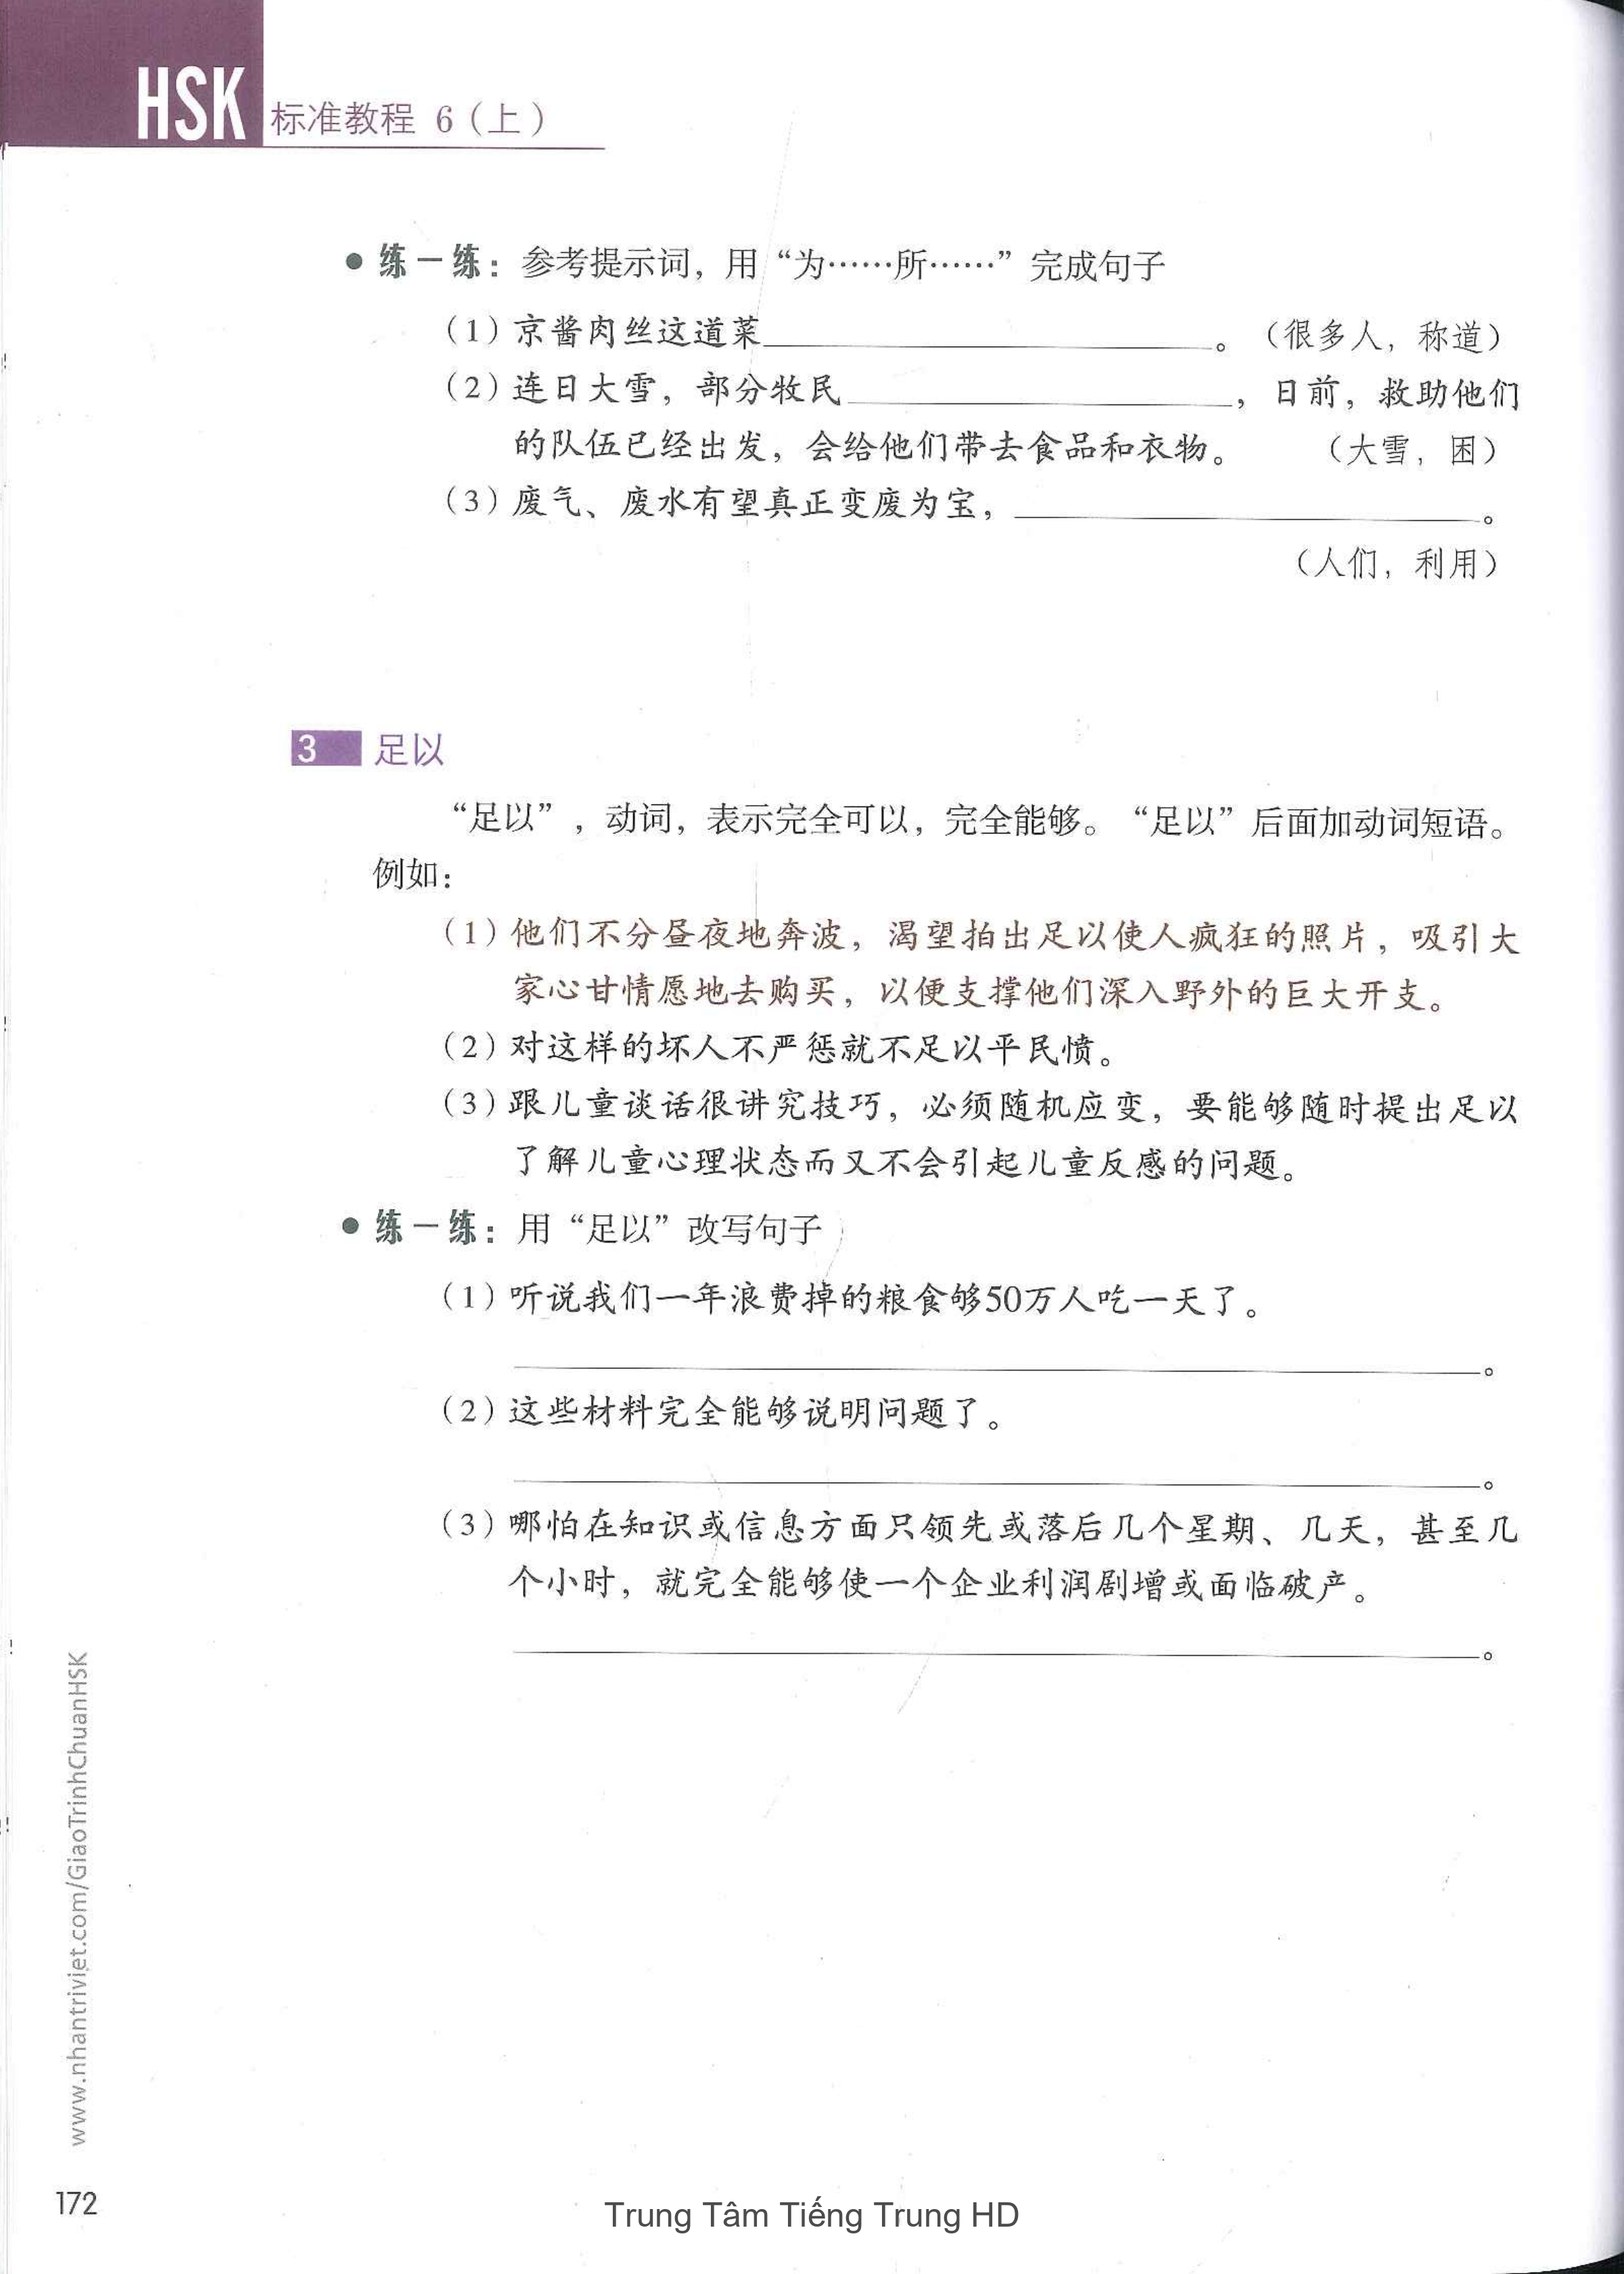 HSK 标准教程 6（上）
● 练一练：参考提示词，用“为……所……”完成句子
（1）京酱肉丝这道菜________________。（很多人，称道）
（2）连日大雪，部分牧民________________，日前，救助他们
的队伍已经出发，会给他们带去食品和衣物。（大雪，困）
（3）废气、废水有望真正变废为宝，________________。
（人们，利用）
3 足以
“足以”，动词，表示完全可以，完全能够。“足以”后面加动词短语。
例如：
（1）他们不分昼夜地奔波，渴望拍出足以使人疯狂的照片，吸引大
家心甘情愿地去购买，以便支撑他们深入野外的巨大开支。
（2）对这样的坏人不严惩就不足以平民愤。
（3）跟儿童谈话很讲究技巧，必须随机应变，要能够随时提出足以
了解儿童心理状态而又不会引起儿童反感的问题。
● 练一练：用“足以”改写句子
（1）听说我们一年浪费掉的粮食够50万人吃一天了。
________________。
（2）这些材料完全能够说明问题了。
________________。
（3）哪怕在知识或信息方面只领先或落后几个星期、几天，甚至几
个小时，就完全能够使一个企业利润剧增或面临破产。
________________。
www.nhantriviet.com/GiaoTrinhChuanHSK
172
Trung Tâm Tiếng Trung HD